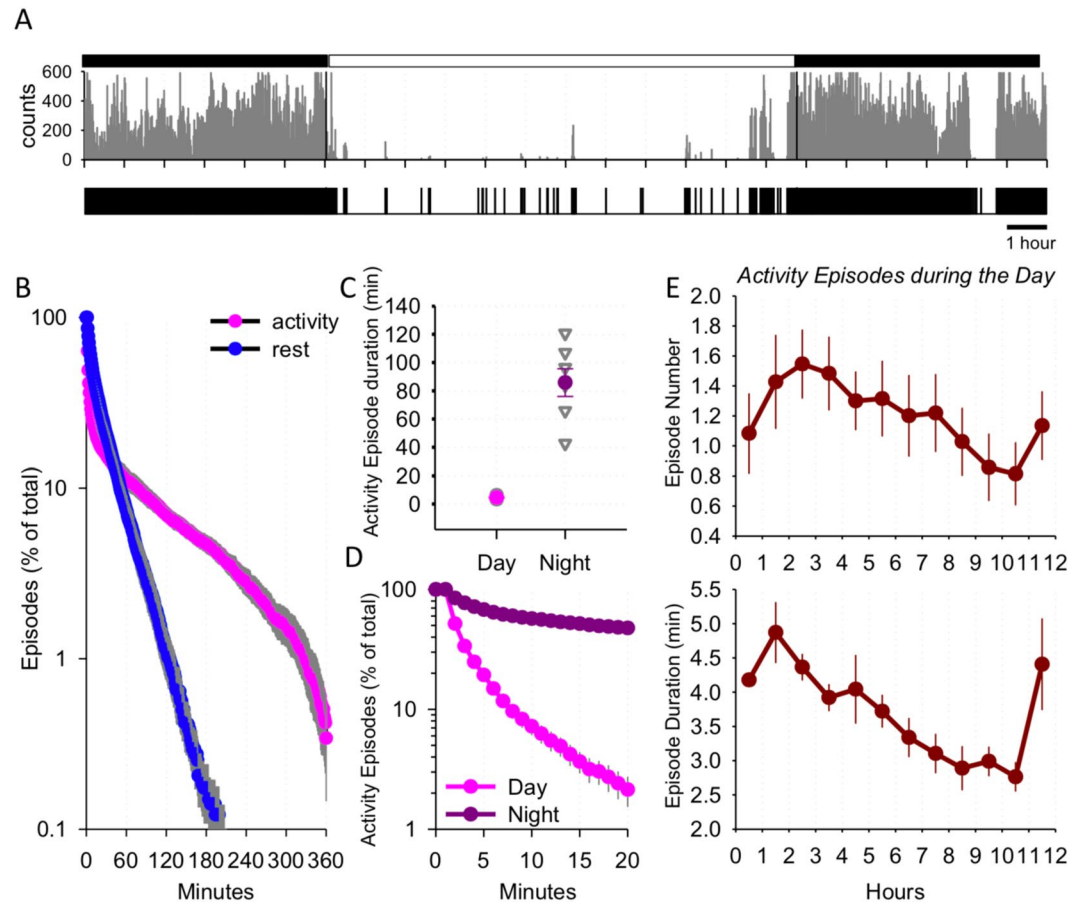 A
600
400
200
0
counts
1 hour
B
100
10
1
0.1
Episodes (% of total)
activity
rest
0 60 120 180 240 300 360
Minutes
C
140
120
100
80
60
40
20
0
Activity Episode duration (min)
Day Night
D
100
10
1
Activity Episodes (% of total)
Day
Night
0 5 10 15 20
Minutes
E
Activity Episodes during the Day
2.0
1.8
1.6
1.4
1.2
1.0
0.8
0.6
0.4
Episode Number
0 1 2 3 4 5 6 7 8 9 10 11 12
5.5
5.0
4.5
4.0
3.5
3.0
2.5
2.0
Episode Duration (min)
0 1 2 3 4 5 6 7 8 9 10 11 12
Hours